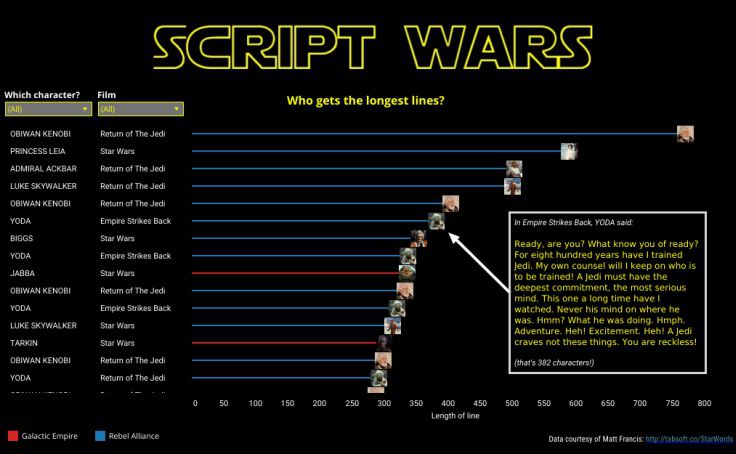 SCRIPT WARS
Which character? Film
(All) (All)
Who gets the longest lines?
OBIWAN KENOBI Return of The Jedi
PRINCESS LEIA Star Wars
ADMIRAL ACKBAR Return of The Jedi
LUKE SKYWALKER Return of The Jedi
OBIWAN KENOBI Return of The Jedi
YODA Empire Strikes Back
BIGGS Star Wars
YODA Empire Strikes Back
JABBA Star Wars
OBIWAN KENOBI Return of The Jedi
YODA Empire Strikes Back
LUKE SKYWALKER Star Wars
TARKIN Star Wars
OBIWAN KENOBI Return of The Jedi
YODA Return of The Jedi
In Empire Strikes Back, YODA said:
Ready, are you? What know you of ready?
For eight hundred years have I trained
Jedi. My own counsel will I keep on who is
to be trained! A Jedi must have the
deepest commitment, the most serious
mind. This one a long time have I
watched. Never his mind on where he
was. Hmm? What he was doing. Hmph.
Adventure. Heh! Excitement. Heh! A Jedi
craves not these things. You are reckless!
(that's 382 characters!)
0 50 100 150 200 250 300 350 400 450 500 550 600 650 700 750 800
Length of line
Galactic Empire Rebel Alliance
Data courtesy of Matt Francis: http://tabsoft.co/StarWords